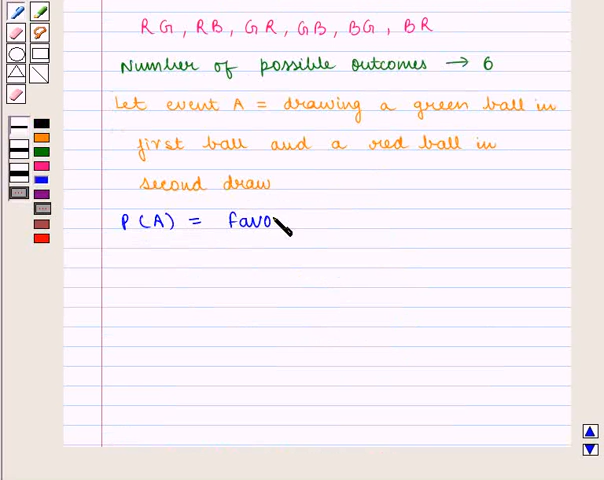 RG, RB, GR, GB, BG, BR
Number of possible outcomes → 6
Let event A = drawing a green ball in
first ball and a red ball in
second draw
P(A) = favo